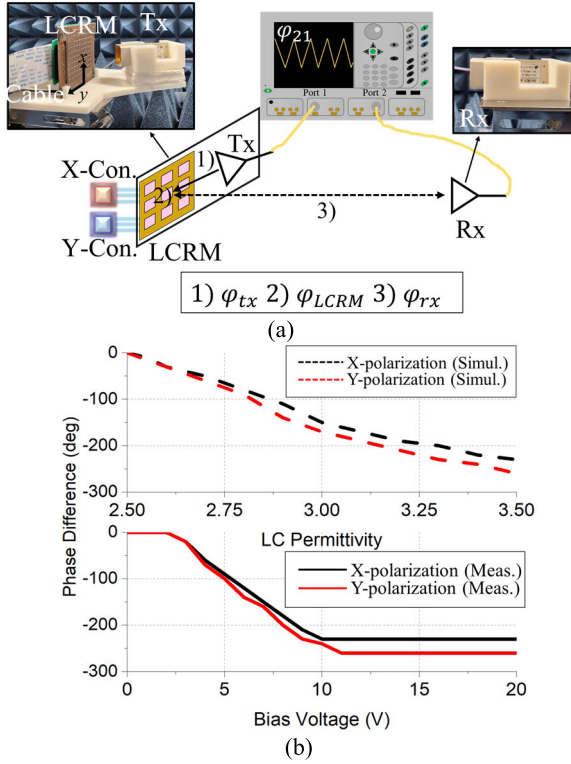 LCRM
Tx
x
y
Cable
φ21
Port 1
Port 2
Rx
X-Con.
Y-Con.
1)
Tx
2)
3)
LCRM
Rx
1) φtx 2) φLCRM 3) φrx
(a)
Phase Difference (deg)
0
-100
-200
-300
X-polarization (Simul.)
Y-polarization (Simul.)
2.50
2.75
3.00
3.25
3.50
LC Permittivity
0
-100
-200
-300
X-polarization (Meas.)
Y-polarization (Meas.)
0
5
10
15
20
Bias Voltage (V)
(b)